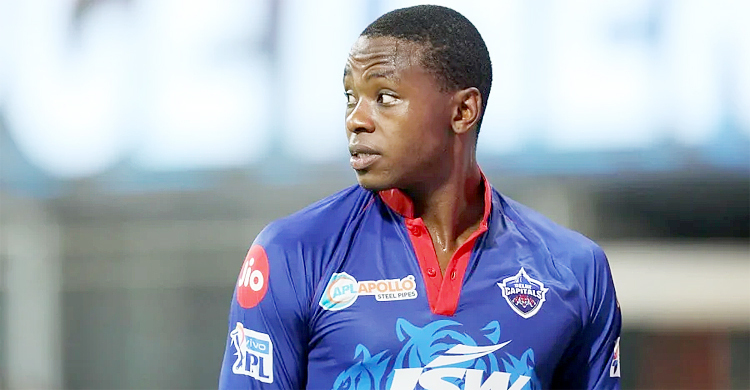 Jio
APL APOLLO
STEEL PIPES
DELHI
CAPITALS
vivo
IPL
JSW